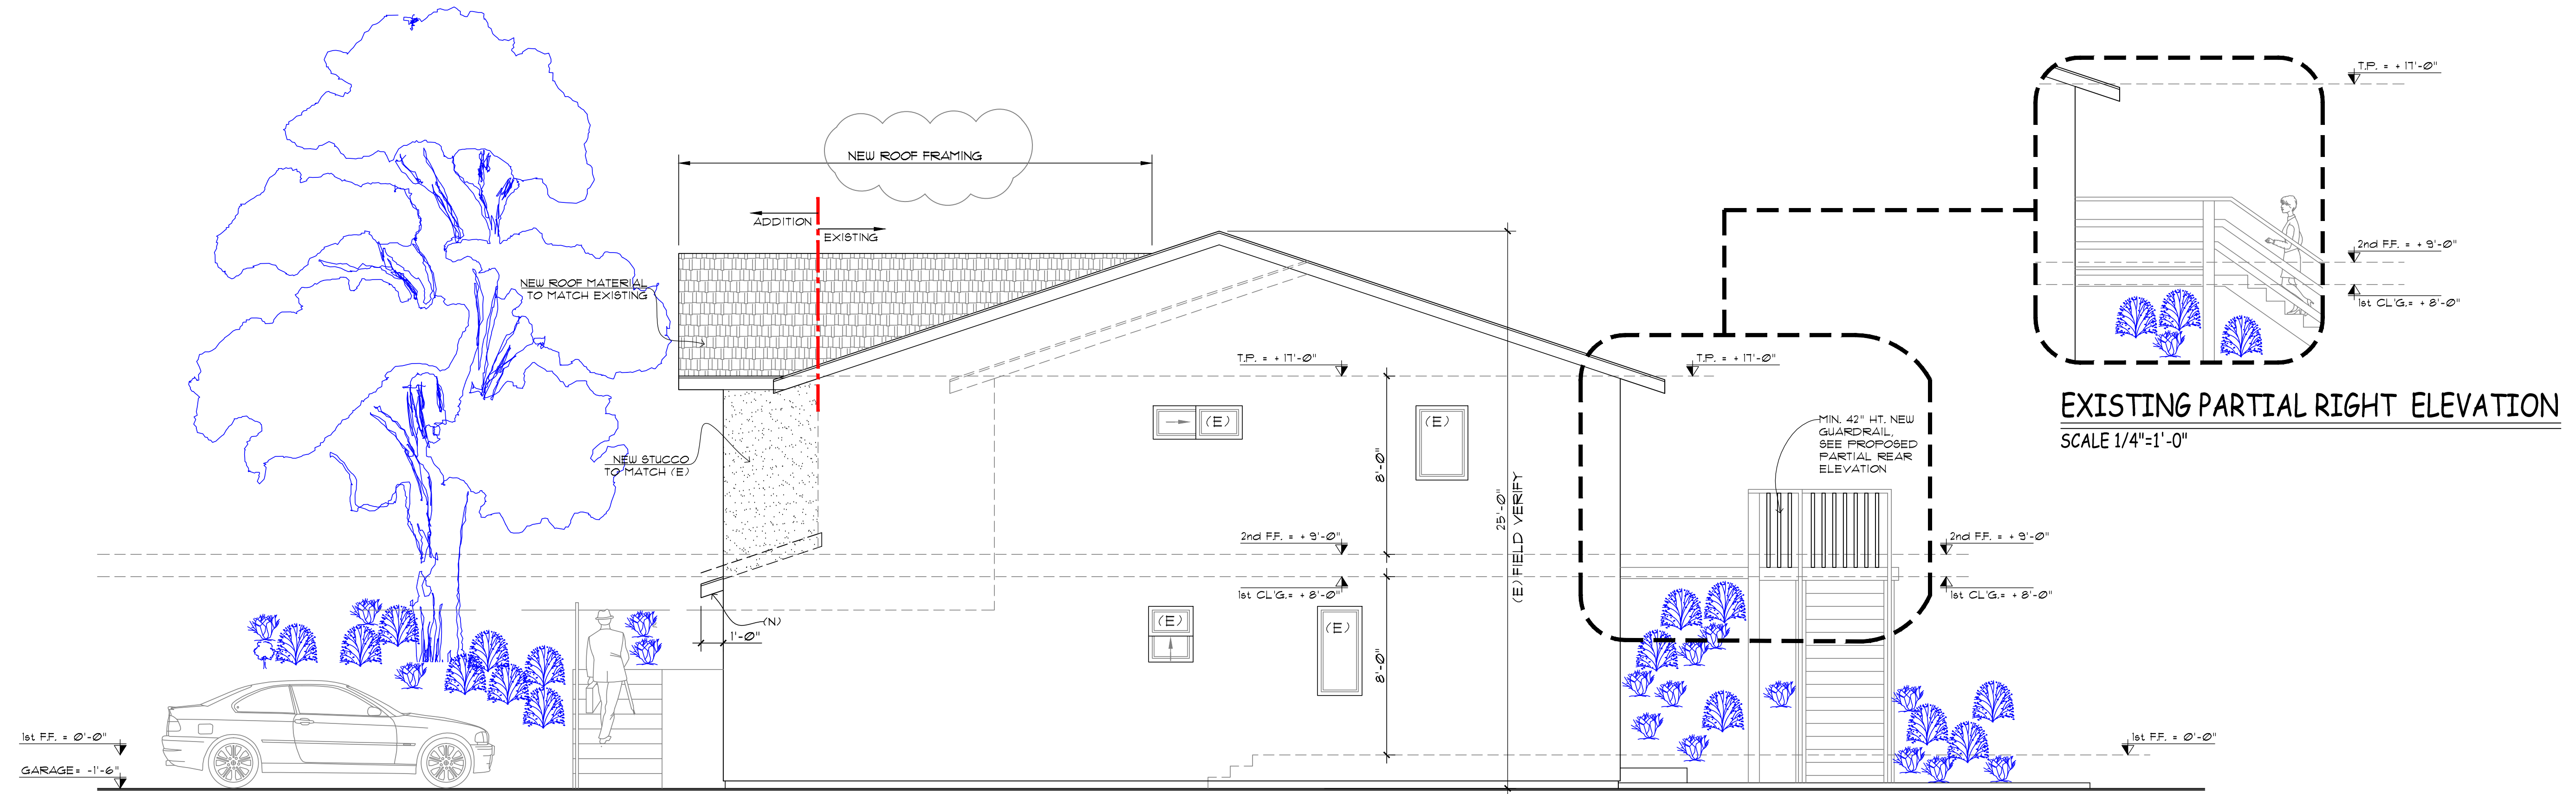 T.P. = + 17'-0"
NEW ROOF FRAMING
ADDITION
EXISTING
2nd F.F. = + 9'-0"
1st CL'G. = + 8'-0"
NEW ROOF MATERIAL
TO MATCH EXISTING
T.P. = + 17'-0"
T.P. = + 17'-0"
EXISTING PARTIAL RIGHT ELEVATION
SCALE 1/4"=1'-0"
(E)
(E)
MIN. 42" HT. NEW
GUARDRAIL,
SEE PROPOSED
PARTIAL REAR
ELEVATION
NEW STUCCO
TO MATCH (E)
8'-0"
25'-0"
(E) FIELD VERIFY
2nd F.F. = + 9'-0"
2nd F.F. = + 9'-0"
1st CL'G.= + 8'-0"
1st CL'G.= + 8'-0"
(N)
1'-0"
(E)
(E)
8'-0"
1st F.F. = 0'-0"
1st F.F. = 0'-0"
GARAGE= -1'-6"